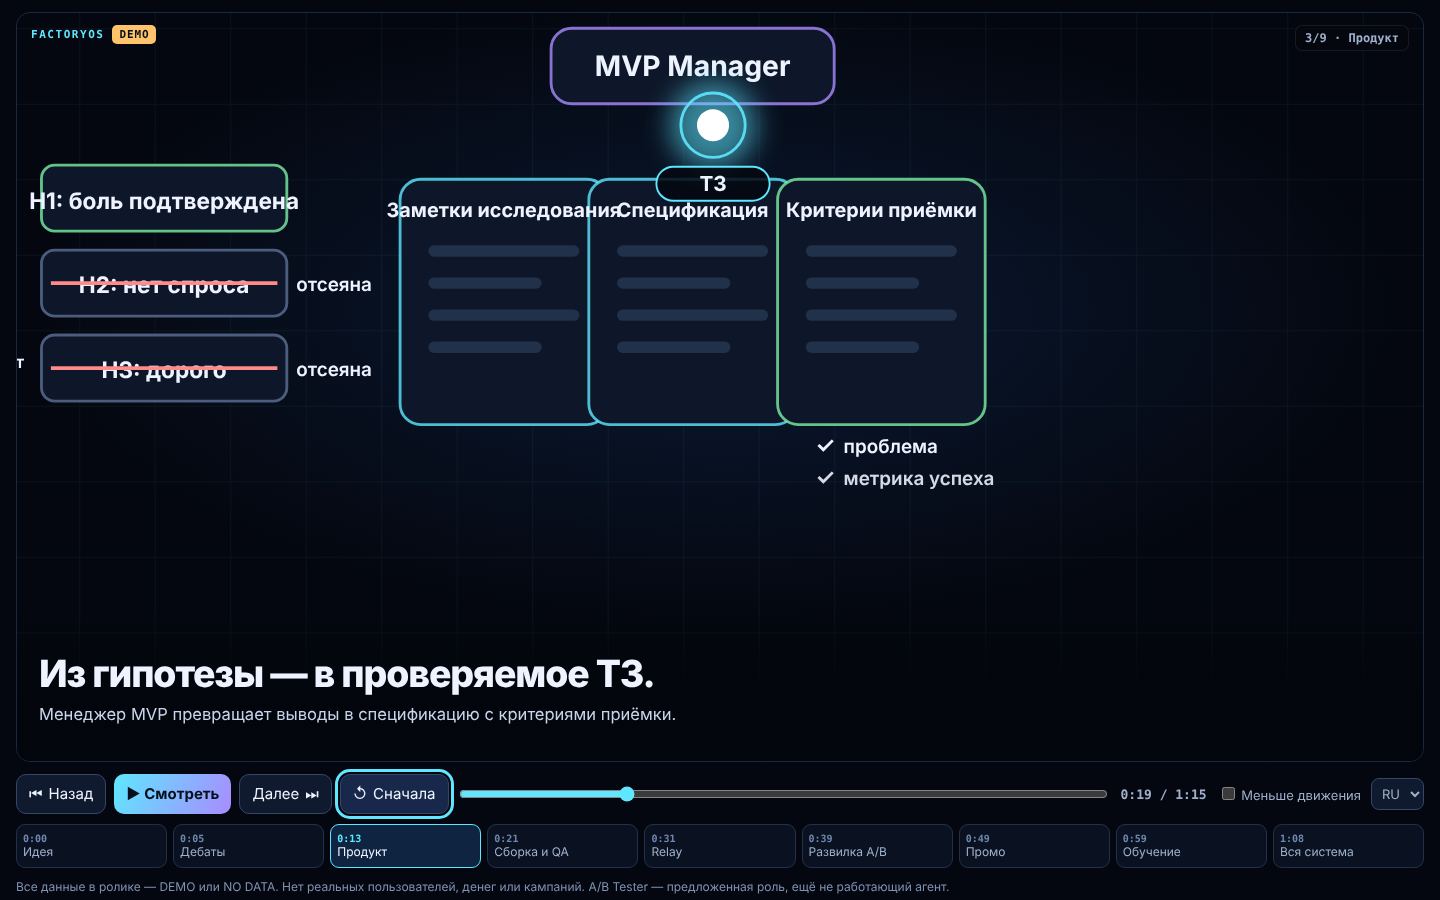 FACTORYOS DEMO
3/9 · Продукт
MVP Manager
ТЗ
H1: боль подтверждена
H2: нет спроса
отсеяна
H3: дорого
отсеяна
т
Заметки исследования
Спецификация
Критерии приёмки
✓ проблема
✓ метрика успеха
Из гипотезы — в проверяемое ТЗ.
Менеджер MVP превращает выводы в спецификацию с критериями приёмки.
⏮ Назад
▶ Смотреть
Далее ⏭
↺ Сначала
0:19 / 1:15
Меньше движения
RU
0:00
Идея
0:05
Дебаты
0:13
Продукт
0:21
Сборка и QA
0:31
Relay
0:39
Развилка A/B
0:49
Промо
0:59
Обучение
1:08
Вся система
Все данные в ролике — DEMO или NO DATA. Нет реальных пользователей, денег или кампаний. A/B Tester — предложенная роль, ещё не работающий агент.